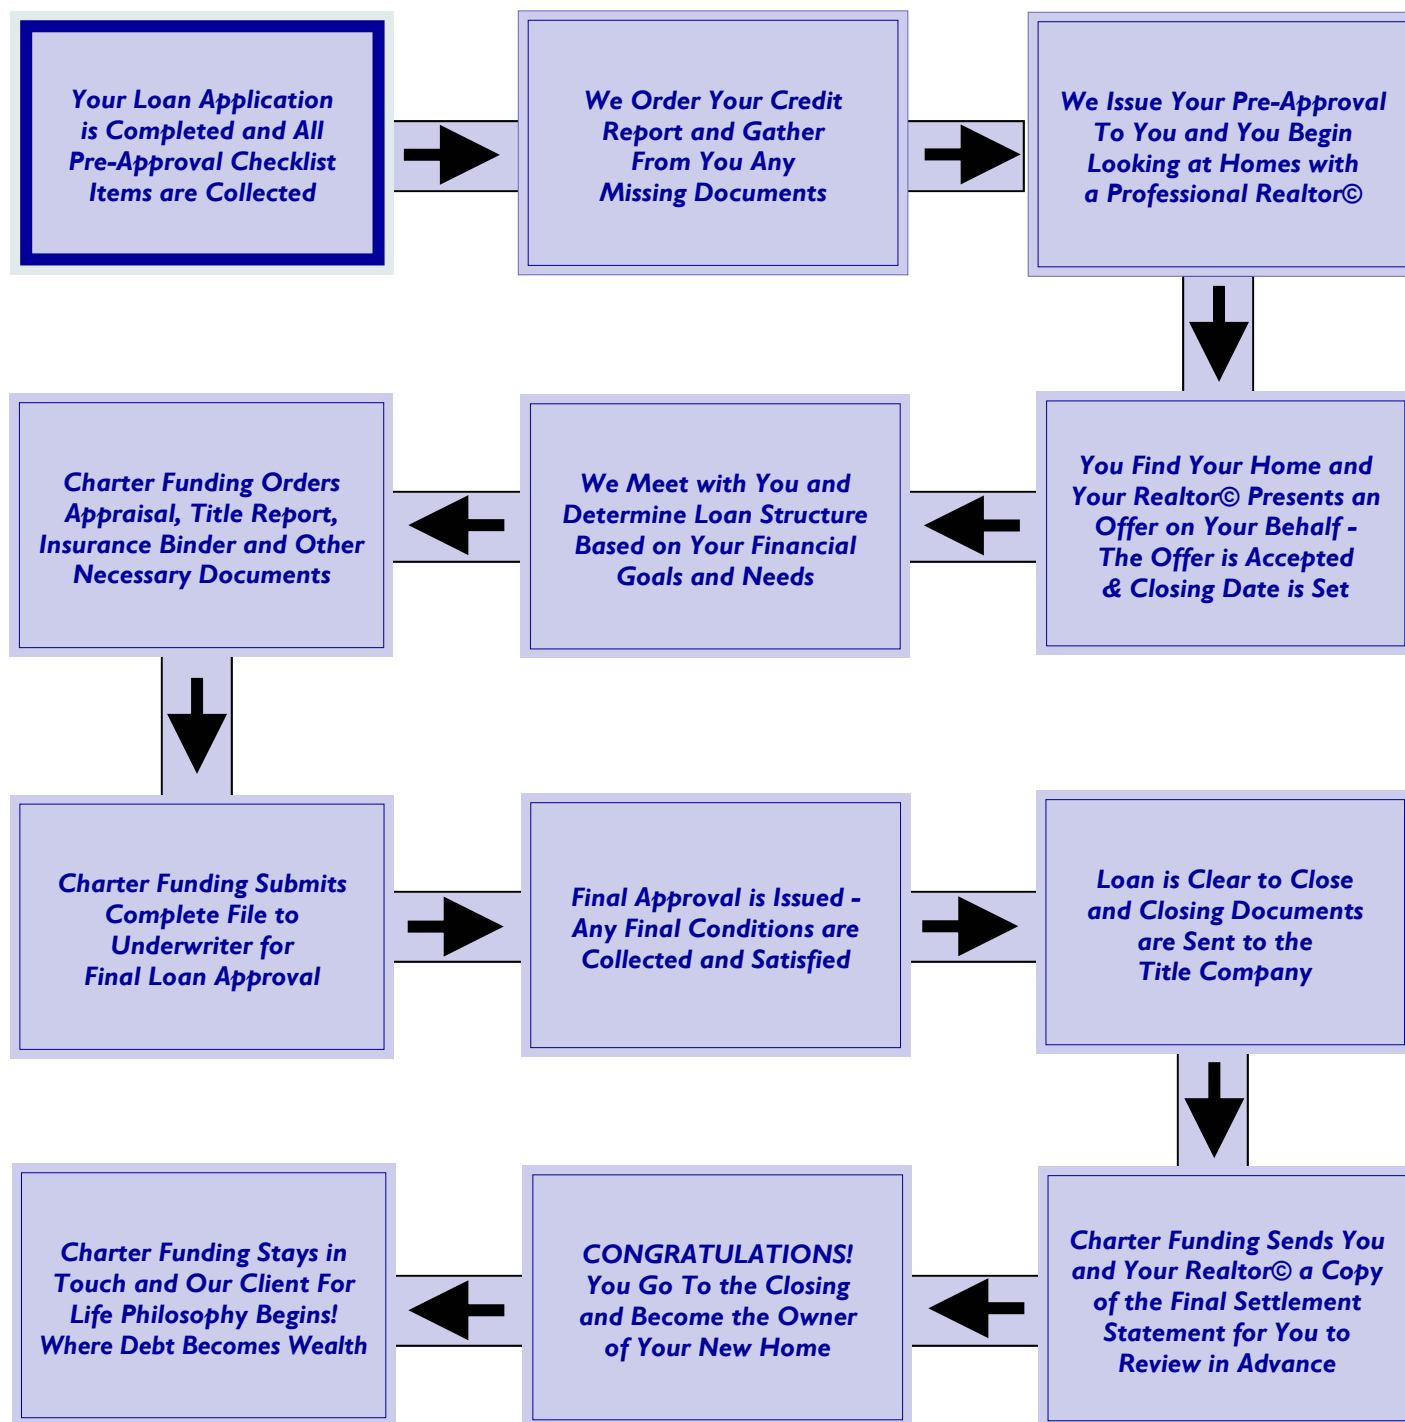 Your Loan Application
is Completed and All
Pre-Approval Checklist
Items are Collected
We Order Your Credit
Report and Gather
From You Any
Missing Documents
We Issue Your Pre-Approval
To You and You Begin
Looking at Homes with
a Professional Realtor©
You Find Your Home and
Your Realtor© Presents an
Offer on Your Behalf -
The Offer is Accepted
& Closing Date is Set
We Meet with You and
Determine Loan Structure
Based on Your Financial
Goals and Needs
Charter Funding Orders
Appraisal, Title Report,
Insurance Binder and Other
Necessary Documents
Charter Funding Submits
Complete File to
Underwriter for
Final Loan Approval
Final Approval is Issued -
Any Final Conditions are
Collected and Satisfied
Loan is Clear to Close
and Closing Documents
are Sent to the
Title Company
Charter Funding Sends You
and Your Realtor© a Copy
of the Final Settlement
Statement for You to
Review in Advance
CONGRATULATIONS!
You Go To the Closing
and Become the Owner
of Your New Home
Charter Funding Stays in
Touch and Our Client For
Life Philosophy Begins!
Where Debt Becomes Wealth